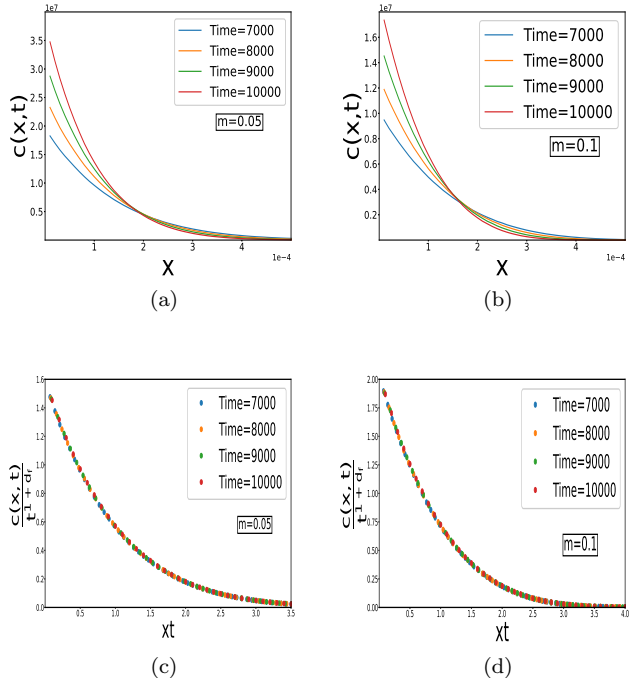 1e7
3.5
3.0
2.5
2.0
1.5
1.0
0.5
c(x,t)
Time=7000
Time=8000
Time=9000
Time=10000
m=0.05
1
2
3
4
1e−4
X
(a)
1e7
1.6
1.4
1.2
1.0
0.8
0.6
0.4
0.2
c(x,t)
Time=7000
Time=8000
Time=9000
Time=10000
m=0.1
1
2
3
4
1e−4
X
(b)
1.6
1.4
1.2
1.0
0.8
0.6
0.4
0.2
0.0
c(x, t)
t^{1 + d_f}
Time=7000
Time=8000
Time=9000
Time=10000
m=0.05
0.5
1.0
1.5
2.0
2.5
3.0
3.5
xt
(c)
2.00
1.75
1.50
1.25
1.00
0.75
0.50
0.25
0.00
c(x, t)
t^{1 + d_f}
Time=7000
Time=8000
Time=9000
Time=10000
m=0.1
0.5
1.0
1.5
2.0
2.5
3.0
3.5
4.0
xt
(d)